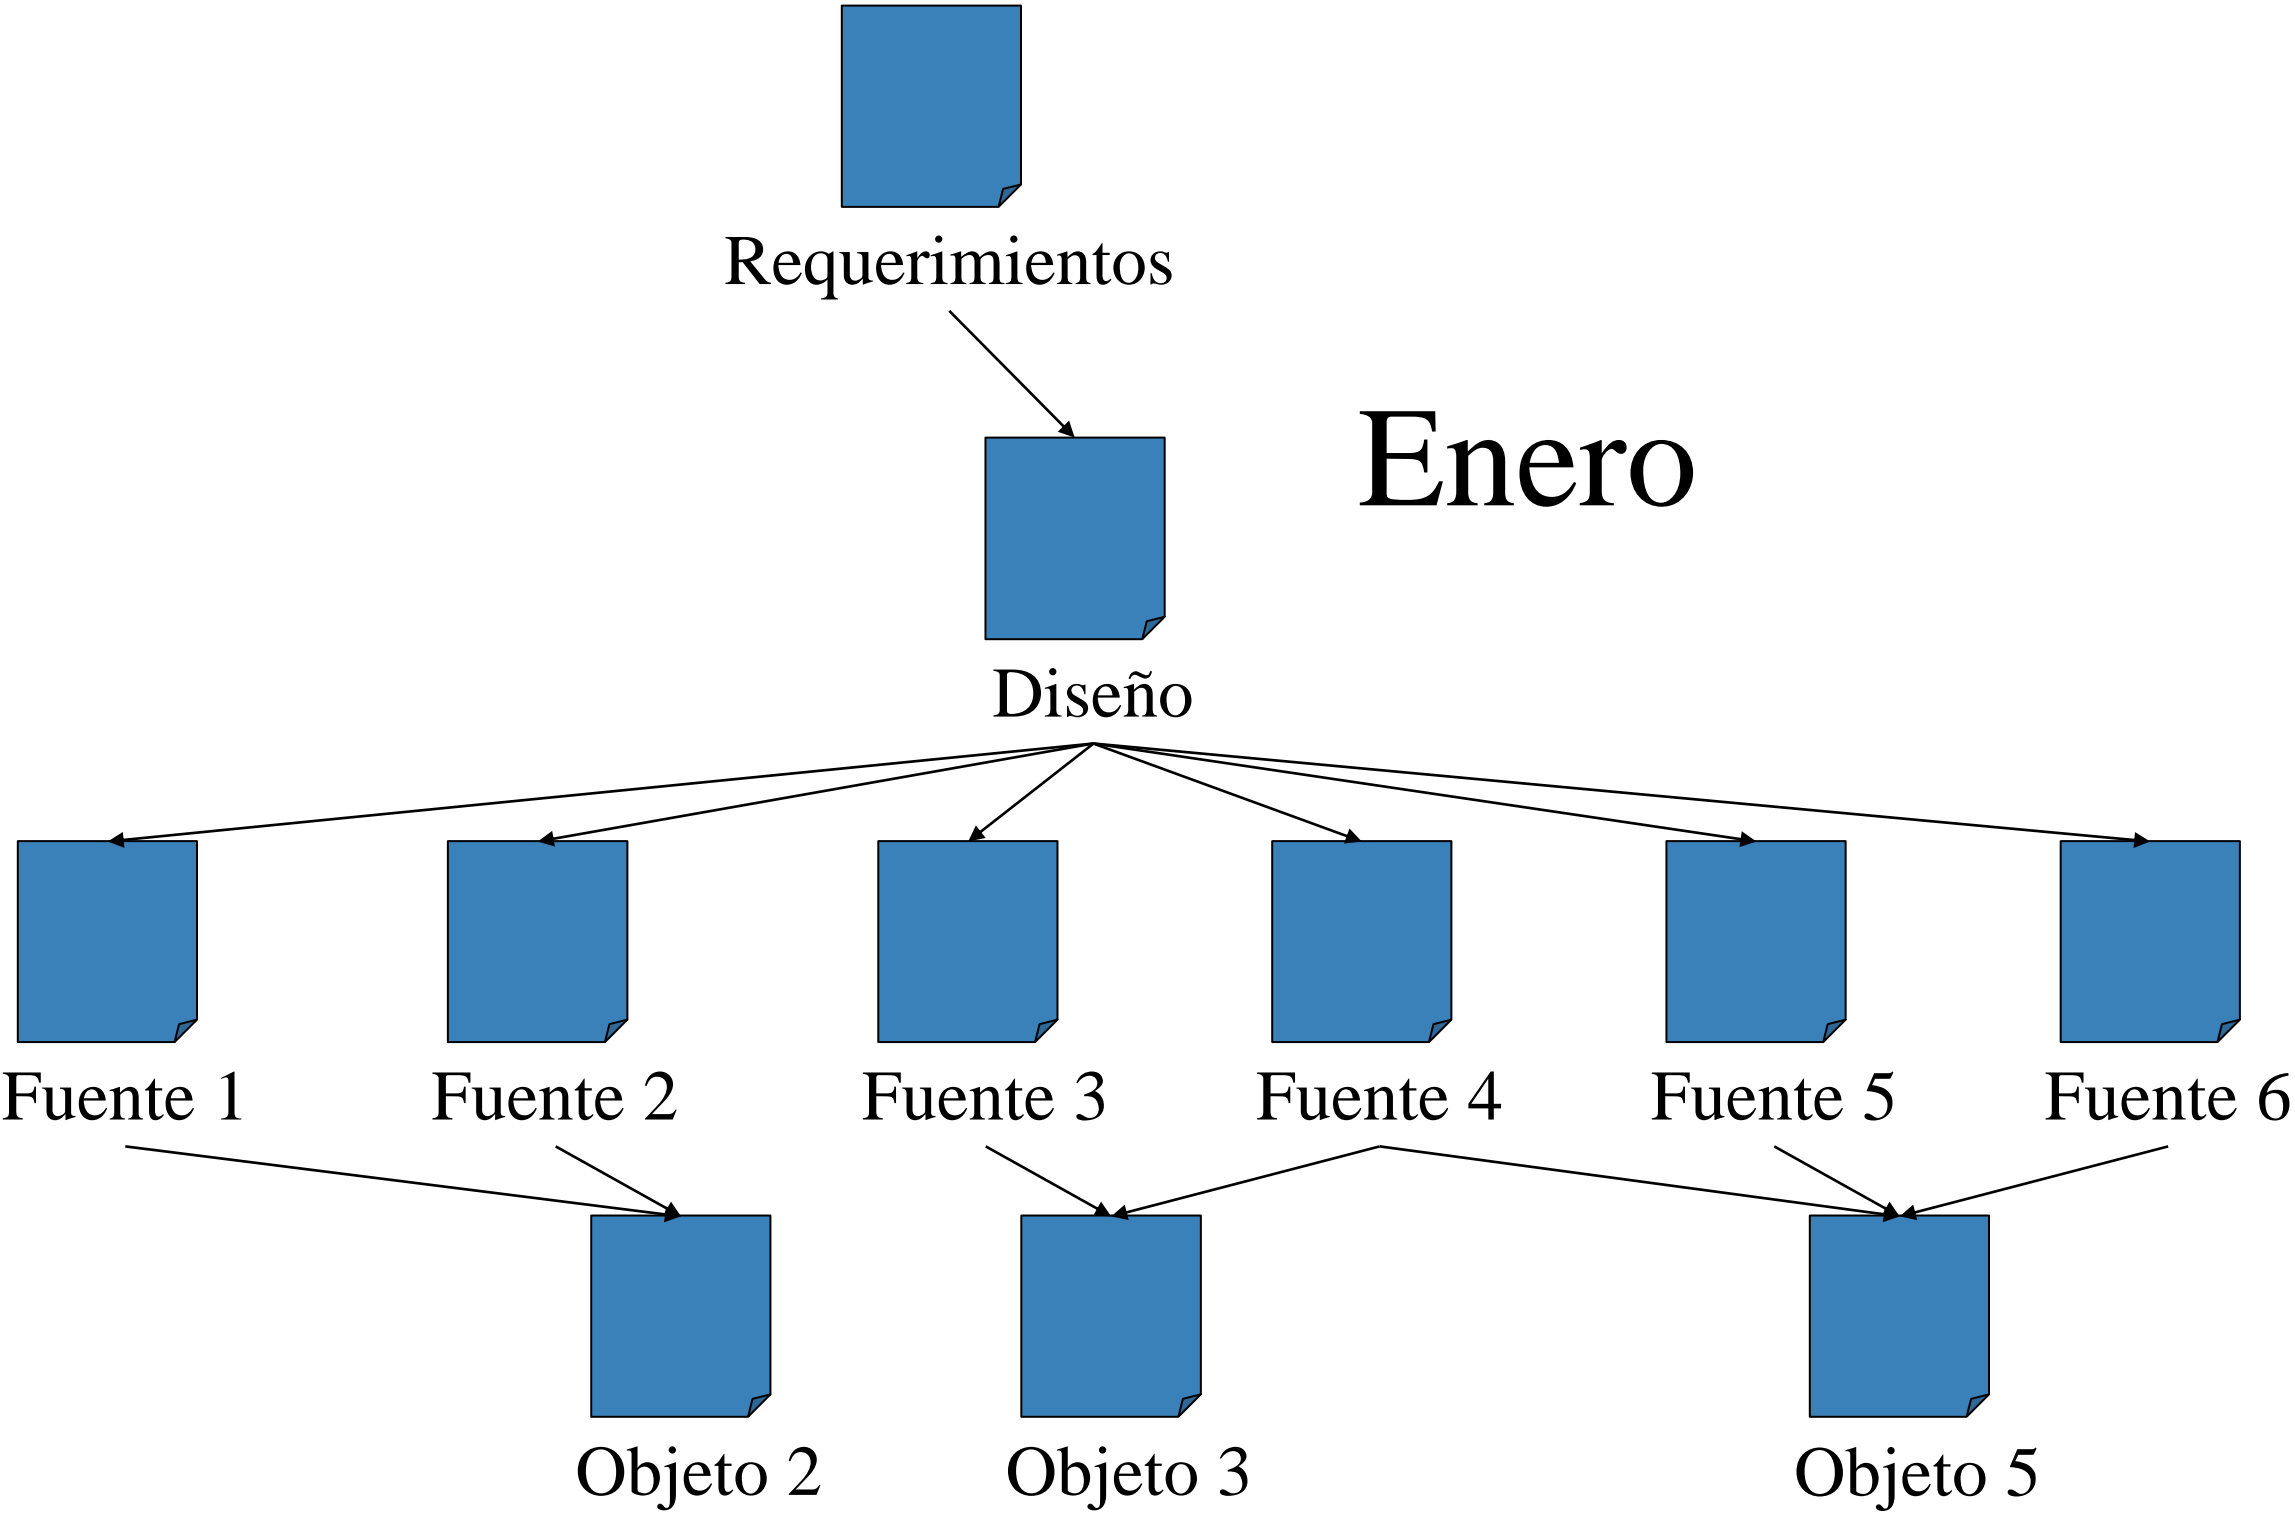 Requerimientos
Enero
Diseño
Fuente 1
Fuente 2
Fuente 3
Fuente 4
Fuente 5
Fuente 6
Objeto 2
Objeto 3
Objeto 5